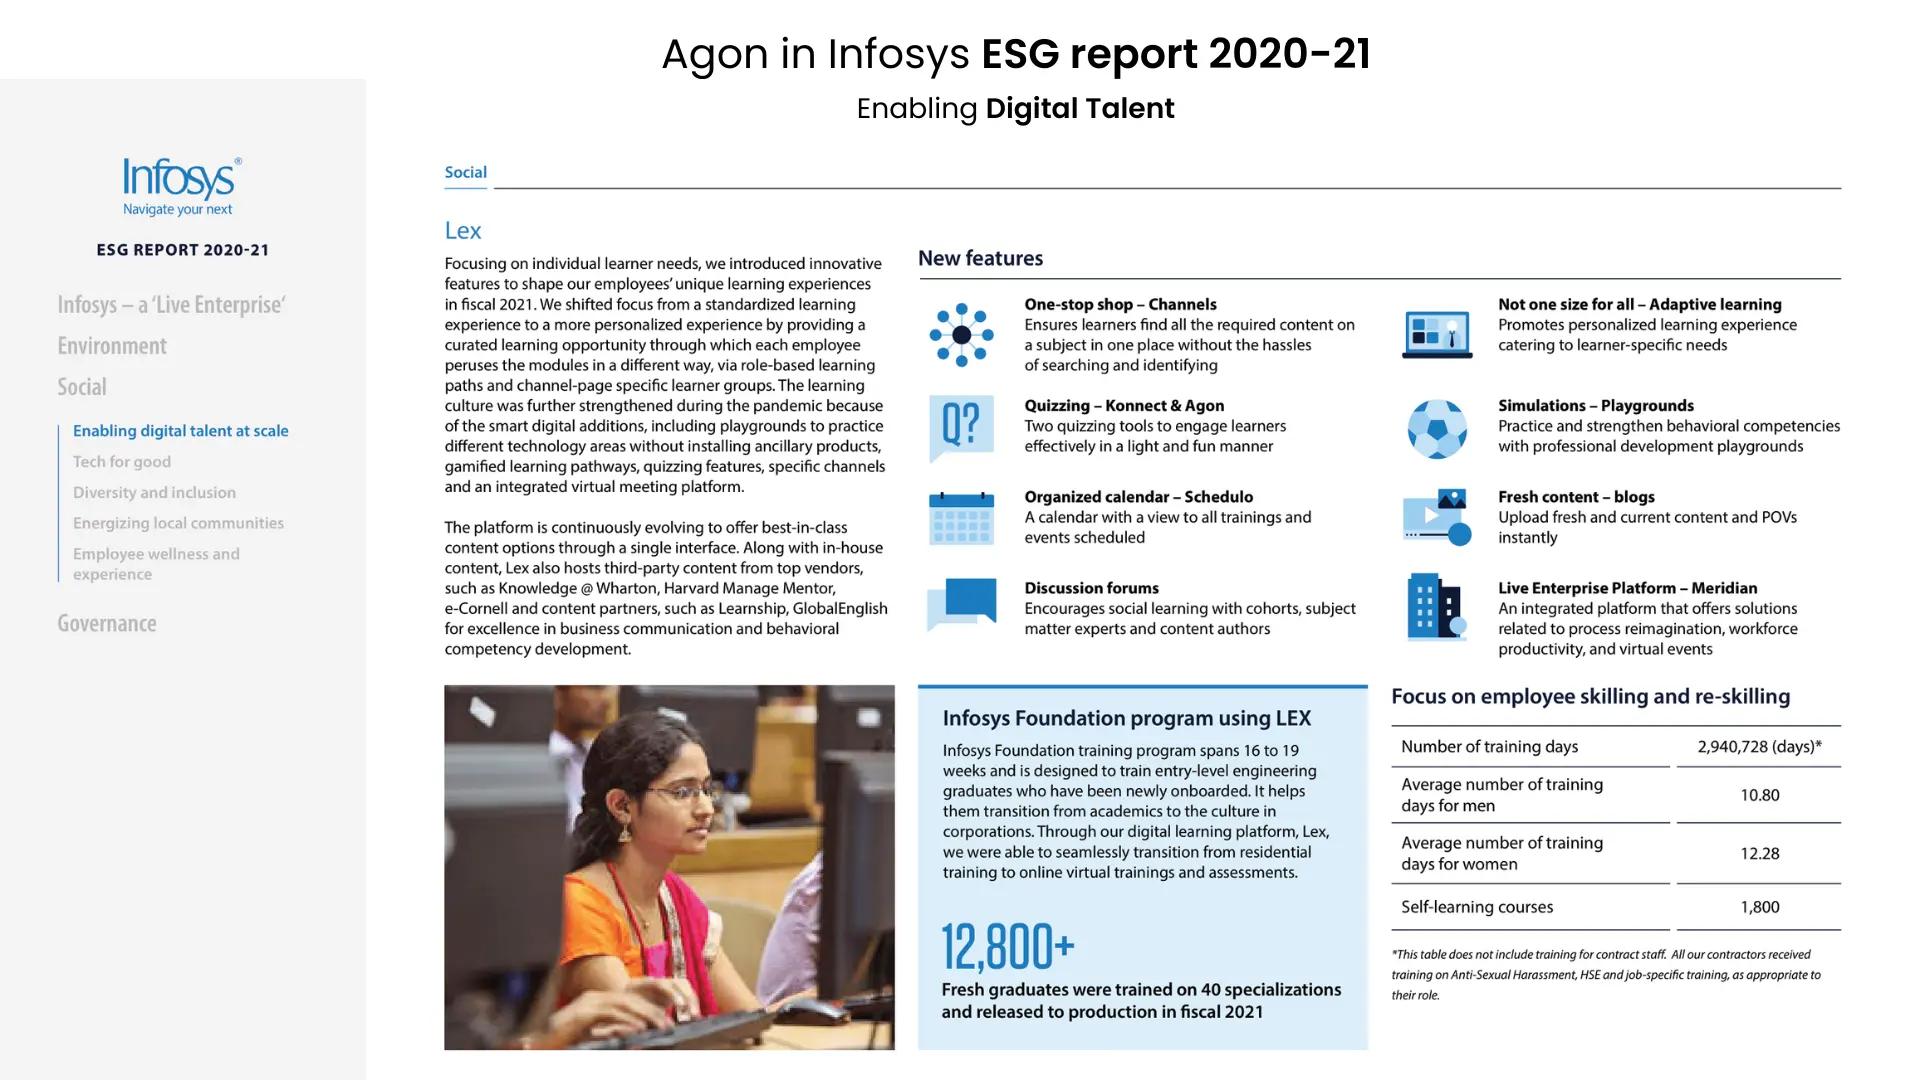 Agon in Infosys ESG report 2020-21
Enabling Digital Talent
Infosys®
Navigate your next
ESG REPORT 2020-21
Infosys – a ‘Live Enterprise‘
Environment
Social
Enabling digital talent at scale
Tech for good
Diversity and inclusion
Energizing local communities
Employee wellness and
experience
Governance
Social
Lex
Focusing on individual learner needs, we introduced innovative
features to shape our employees’ unique learning experiences
in fiscal 2021. We shifted focus from a standardized learning
experience to a more personalized experience by providing a
curated learning opportunity through which each employee
peruses the modules in a different way, via role-based learning
paths and channel-page specific learner groups. The learning
culture was further strengthened during the pandemic because
of the smart digital additions, including playgrounds to practice
different technology areas without installing ancillary products,
gamified learning pathways, quizzing features, specific channels
and an integrated virtual meeting platform.
The platform is continuously evolving to offer best-in-class
content options through a single interface. Along with in-house
content, Lex also hosts third-party content from top vendors,
such as Knowledge @ Wharton, Harvard Manage Mentor,
e-Cornell and content partners, such as Learnship, GlobalEnglish
for excellence in business communication and behavioral
competency development.
New features
One-stop shop – Channels
Ensures learners find all the required content on
a subject in one place without the hassles
of searching and identifying
Q?
Quizzing – Konnect & Agon
Two quizzing tools to engage learners
effectively in a light and fun manner
Organized calendar – Schedulo
A calendar with a view to all trainings and
events scheduled
Discussion forums
Encourages social learning with cohorts, subject
matter experts and content authors
Not one size for all – Adaptive learning
Promotes personalized learning experience
catering to learner-specific needs
Simulations – Playgrounds
Practice and strengthen behavioral competencies
with professional development playgrounds
Fresh content – blogs
Upload fresh and current content and POVs
instantly
Live Enterprise Platform – Meridian
An integrated platform that offers solutions
related to process reimagination, workforce
productivity, and virtual events
Infosys Foundation program using LEX
Infosys Foundation training program spans 16 to 19
weeks and is designed to train entry-level engineering
graduates who have been newly onboarded. It helps
them transition from academics to the culture in
corporations. Through our digital learning platform, Lex,
we were able to seamlessly transition from residential
training to online virtual trainings and assessments.
12,800+
Fresh graduates were trained on 40 specializations
and released to production in fiscal 2021
Focus on employee skilling and re-skilling
Number of training days 2,940,728 (days)*
Average number of training
days for men 10.80
Average number of training
days for women 12.28
Self-learning courses 1,800
*This table does not include training for contract staff. All our contractors received
training on Anti-Sexual Harassment, HSE and job-specific training, as appropriate to
their role.